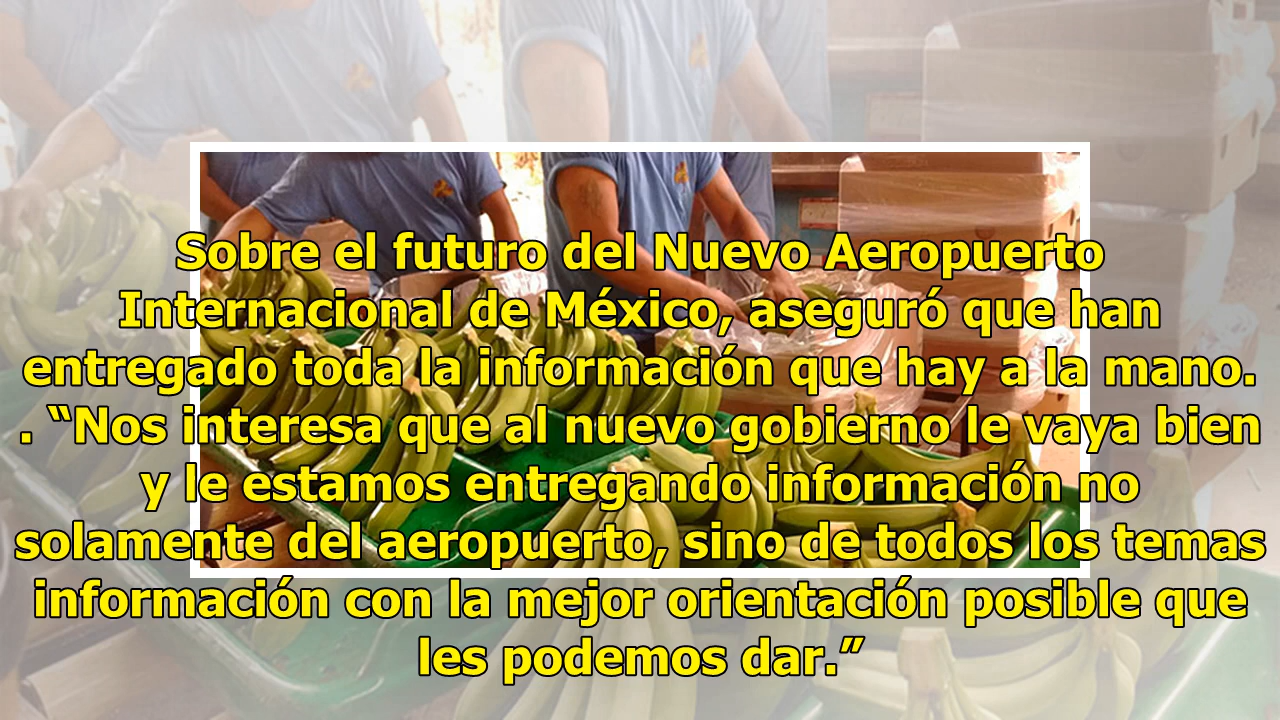 Sobre el futuro del Nuevo Aeropuerto
Internacional de México, aseguró que han
entregado toda la información que hay a la mano.
. “Nos interesa que al nuevo gobierno le vaya bien
y le estamos entregando información no
solamente del aeropuerto, sino de todos los temas
información con la mejor orientación posible que
les podemos dar.”